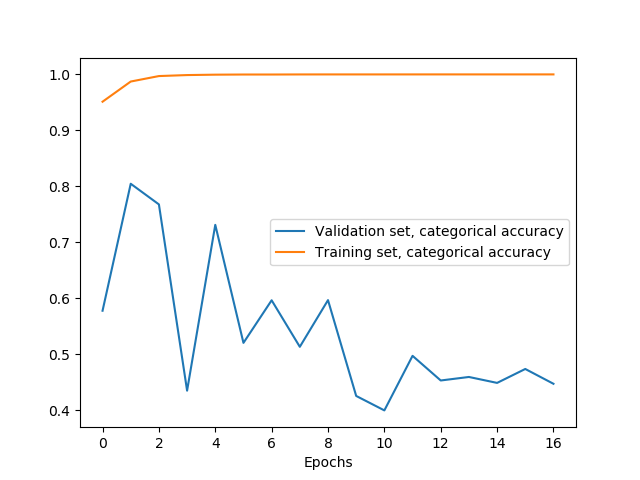 1.0
0.9
0.8
0.7
0.6
0.5
0.4
Validation set, categorical accuracy
Training set, categorical accuracy
0 2 4 6 8 10 12 14 16
Epochs